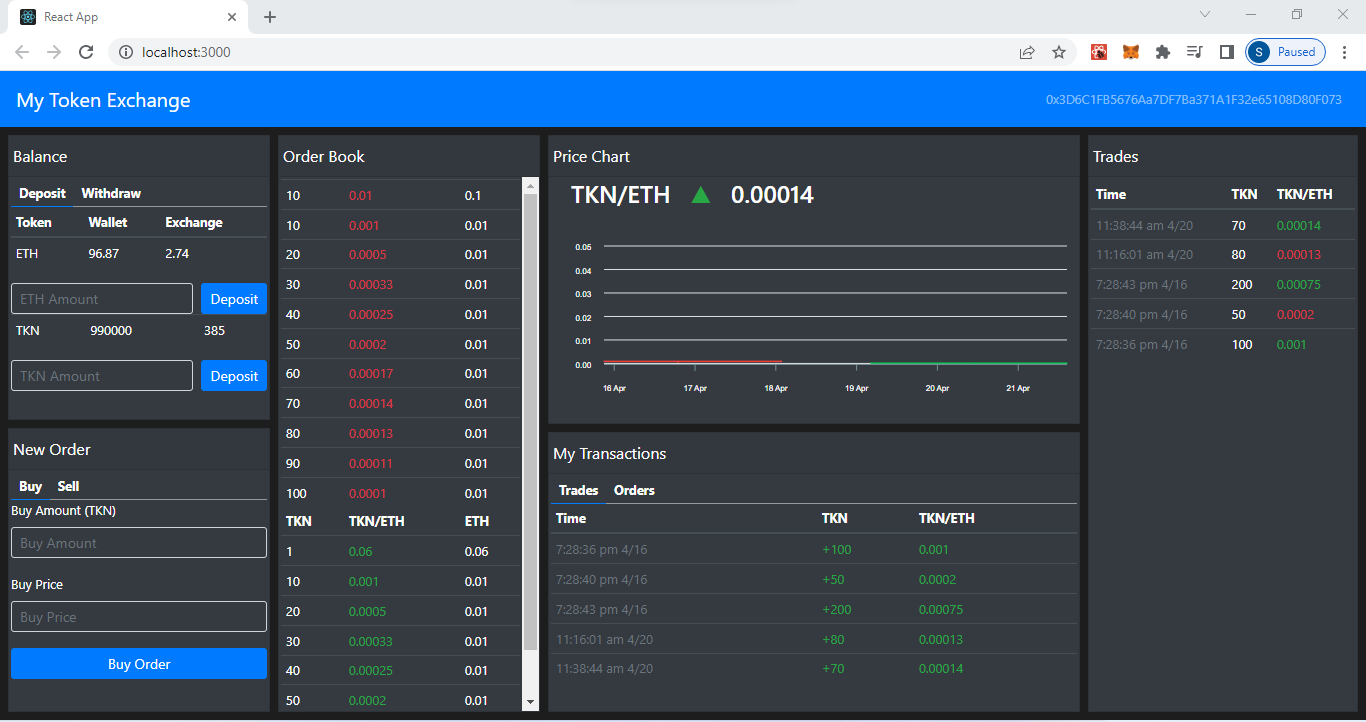 React App
localhost:3000
S Paused
My Token Exchange
0x3D6C1FB5676Aa7DF7Ba371A1F32e65108D80F073
Balance
Deposit Withdraw
Token Wallet Exchange
ETH 96.87 2.74
ETH Amount Deposit
TKN 990000 385
TKN Amount Deposit
New Order
Buy Sell
Buy Amount (TKN)
Buy Amount
Buy Price
Buy Price
Buy Order
Order Book
10 0.01 0.1
10 0.001 0.01
20 0.0005 0.01
30 0.00033 0.01
40 0.00025 0.01
50 0.0002 0.01
60 0.00017 0.01
70 0.00014 0.01
80 0.00013 0.01
90 0.00011 0.01
100 0.0001 0.01
TKN TKN/ETH ETH
1 0.06 0.06
10 0.001 0.01
20 0.0005 0.01
30 0.00033 0.01
40 0.00025 0.01
50 0.0002 0.01
Price Chart
TKN/ETH ▲ 0.00014
0.05
0.04
0.03
0.02
0.01
0.00
16 Apr 17 Apr 18 Apr 19 Apr 20 Apr 21 Apr
My Transactions
Trades Orders
Time TKN TKN/ETH
7:28:36 pm 4/16 +100 0.001
7:28:40 pm 4/16 +50 0.0002
7:28:43 pm 4/16 +200 0.00075
11:16:01 am 4/20 +80 0.00013
11:38:44 am 4/20 +70 0.00014
Trades
Time TKN TKN/ETH
11:38:44 am 4/20 70 0.00014
11:16:01 am 4/20 80 0.00013
7:28:43 pm 4/16 200 0.00075
7:28:40 pm 4/16 50 0.0002
7:28:36 pm 4/16 100 0.001